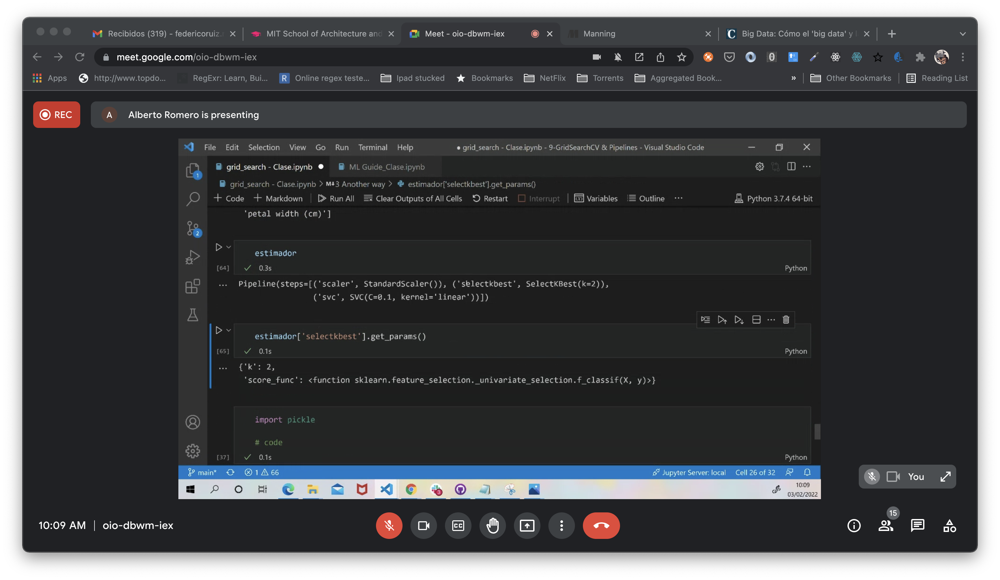 Recibidos (319) - federicoruiz.r
MIT School of Architecture and
Meet - oio-dbwm-iex
Manning
Big Data: Cómo el 'big data' y l
meet.google.com/oio-dbwm-iex
Apps
http://www.topdo...
RegExr: Learn, Bui...
R
Online regex teste...
Ipad stucked
Bookmarks
NetFlix
Torrents
Aggregated Book...
»
Other Bookmarks
Reading List
REC
A
Alberto Romero is presenting
File Edit Selection View Go Run Terminal Help
● grid_search - Clase.ipynb - 9-GridSearchCV & Pipelines - Visual Studio Code
1
grid_search - Clase.ipynb
ML Guide_Clase.ipynb
grid_search - Clase.ipynb > M↓3 Another way > estimador['selectkbest'].get_params()
+ Code + Markdown Run All Clear Outputs of All Cells Restart Interrupt Variables Outline ... Python 3.7.4 64-bit
'petal width (cm)']
2
estimador
[64] 0.3s Python
Pipeline(steps=[('scaler', StandardScaler()), ('selectkbest', SelectKBest(k=2)),
('svc', SVC(C=0.1, kernel='linear'))])
estimador['selectkbest'].get_params()
[65] 0.1s Python
{'k': 2,
'score_func': <function sklearn.feature_selection._univariate_selection.f_classif(X, y)>}
import pickle
# code
[37] 0.1s Python
main* 1 66
Jupyter Server: local Cell 26 of 32
3
10:09
03/02/2022
You
10:09 AM | oio-dbwm-iex
CC
15